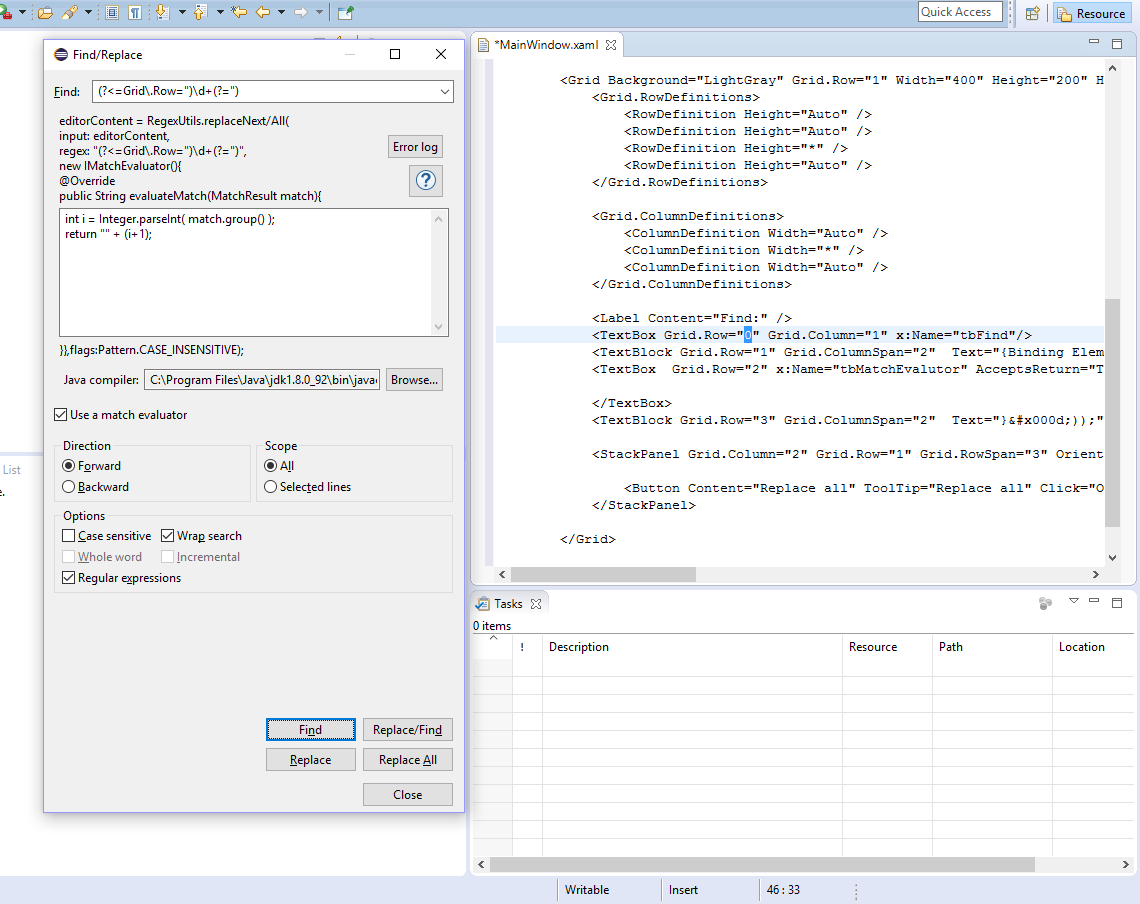 Quick Access
Resource
Find/Replace
Find:
(?<=Grid\.Row=")\d+(?=")
editorContent = RegexUtils.replaceNext/All(
input: editorContent,
regex: "(?<=Grid\.Row=")\d+(?=")",
new IMatchEvaluator(){
@Override
public String evaluateMatch(MatchResult match){
Error log
?
int i = Integer.parseInt( match.group() );
return "" + (i+1);
}},flags:Pattern.CASE_INSENSITIVE);
Java compiler:
C:\Program Files\Java\jdk1.8.0_92\bin\javac
Browse...
Use a match evaluator
Direction
Forward
Backward
Scope
All
Selected lines
Options
Case sensitive
Wrap search
Whole word
Incremental
Regular expressions
Find
Replace/Find
Replace
Replace All
Close
List
*MainWindow.xaml
<Grid Background="LightGray" Grid.Row="1" Width="400" Height="200" H
<Grid.RowDefinitions>
<RowDefinition Height="Auto" />
<RowDefinition Height="Auto" />
<RowDefinition Height="*" />
<RowDefinition Height="Auto" />
</Grid.RowDefinitions>
<Grid.ColumnDefinitions>
<ColumnDefinition Width="Auto" />
<ColumnDefinition Width="*" />
<ColumnDefinition Width="Auto" />
</Grid.ColumnDefinitions>
<Label Content="Find:" />
<TextBox Grid.Row="0" Grid.Column="1" x:Name="tbFind"/>
<TextBlock Grid.Row="1" Grid.ColumnSpan="2"  Text="{Binding Elem
<TextBox  Grid.Row="2" x:Name="tbMatchEvalutor" AcceptsReturn="T
</TextBox>
<TextBlock Grid.Row="3" Grid.ColumnSpan="2"  Text="}&#x000d;));"
<StackPanel Grid.Column="2" Grid.Row="1" Grid.RowSpan="3" Orient
<Button Content="Replace all" ToolTip="Replace all" Click="O
</StackPanel>
</Grid>
Tasks
0 items
!
Description
Resource
Path
Location
Writable
Insert
46 : 33